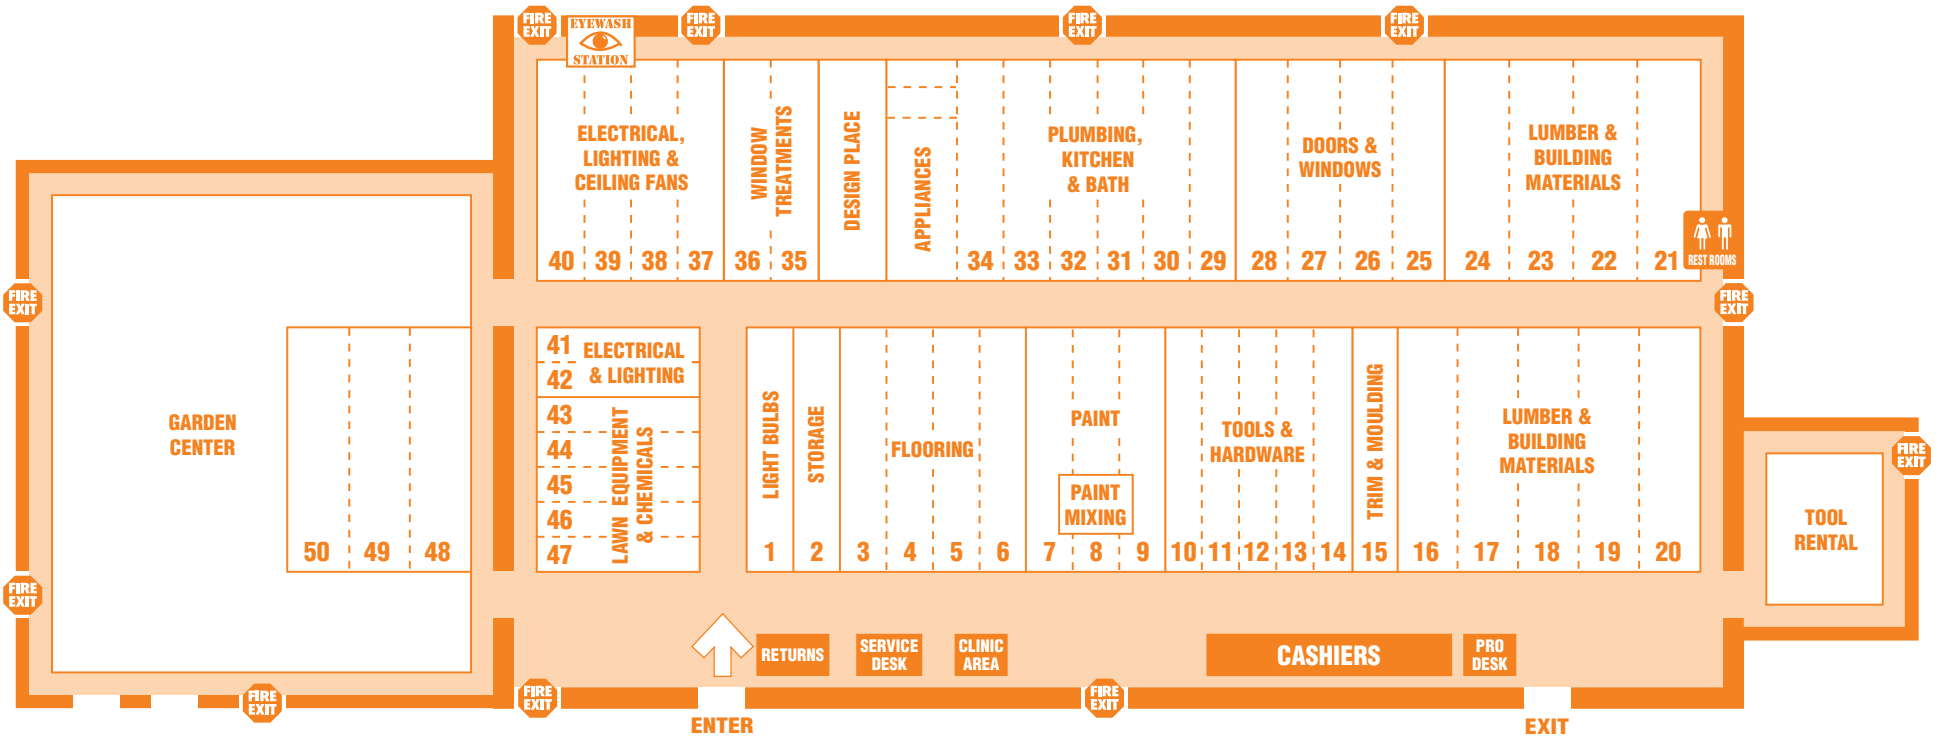 FIRE
EXIT
EYEWASH
STATION
FIRE
EXIT
FIRE
EXIT
FIRE
EXIT
ELECTRICAL,
LIGHTING &
CEILING FANS
40 39 38 37
WINDOW
TREATMENTS
36 35
DESIGN PLACE
APPLIANCES
PLUMBING,
KITCHEN
& BATH
34 33 32 31 30 29
DOORS &
WINDOWS
28 27 26 25
LUMBER &
BUILDING
MATERIALS
24 23 22 21
REST ROOMS
FIRE
EXIT
FIRE
EXIT
GARDEN
CENTER
50 49 48
FIRE
EXIT
FIRE
EXIT
41
42
ELECTRICAL
& LIGHTING
43
44
45
46
47
LAWN EQUIPMENT
& CHEMICALS
LIGHT BULBS
1
STORAGE
2
FLOORING
3 4 5 6
PAINT
PAINT
MIXING
7 8 9
TOOLS &
HARDWARE
10 11 12 13 14
TRIM & MOULDING
15
LUMBER &
BUILDING
MATERIALS
16 17 18 19 20
FIRE
EXIT
TOOL
RENTAL
RETURNS
SERVICE
DESK
CLINIC
AREA
CASHIERS
PRO
DESK
FIRE
EXIT
ENTER
FIRE
EXIT
EXIT